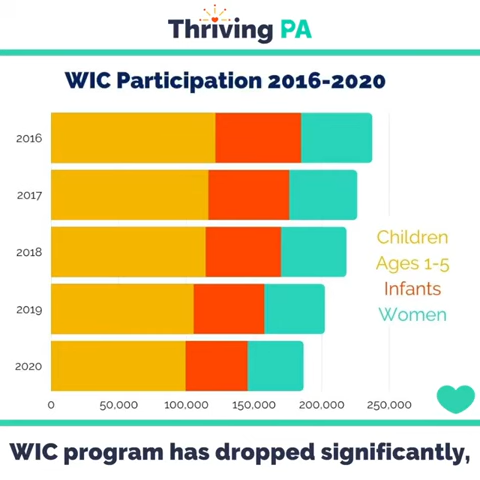 Thriving PA
WIC Participation 2016-2020
2016
2017
2018
2019
2020
Children
Ages 1-5
Infants
Women
0 50,000 100,000 150,000 200,000 250,000
WIC program has dropped significantly,